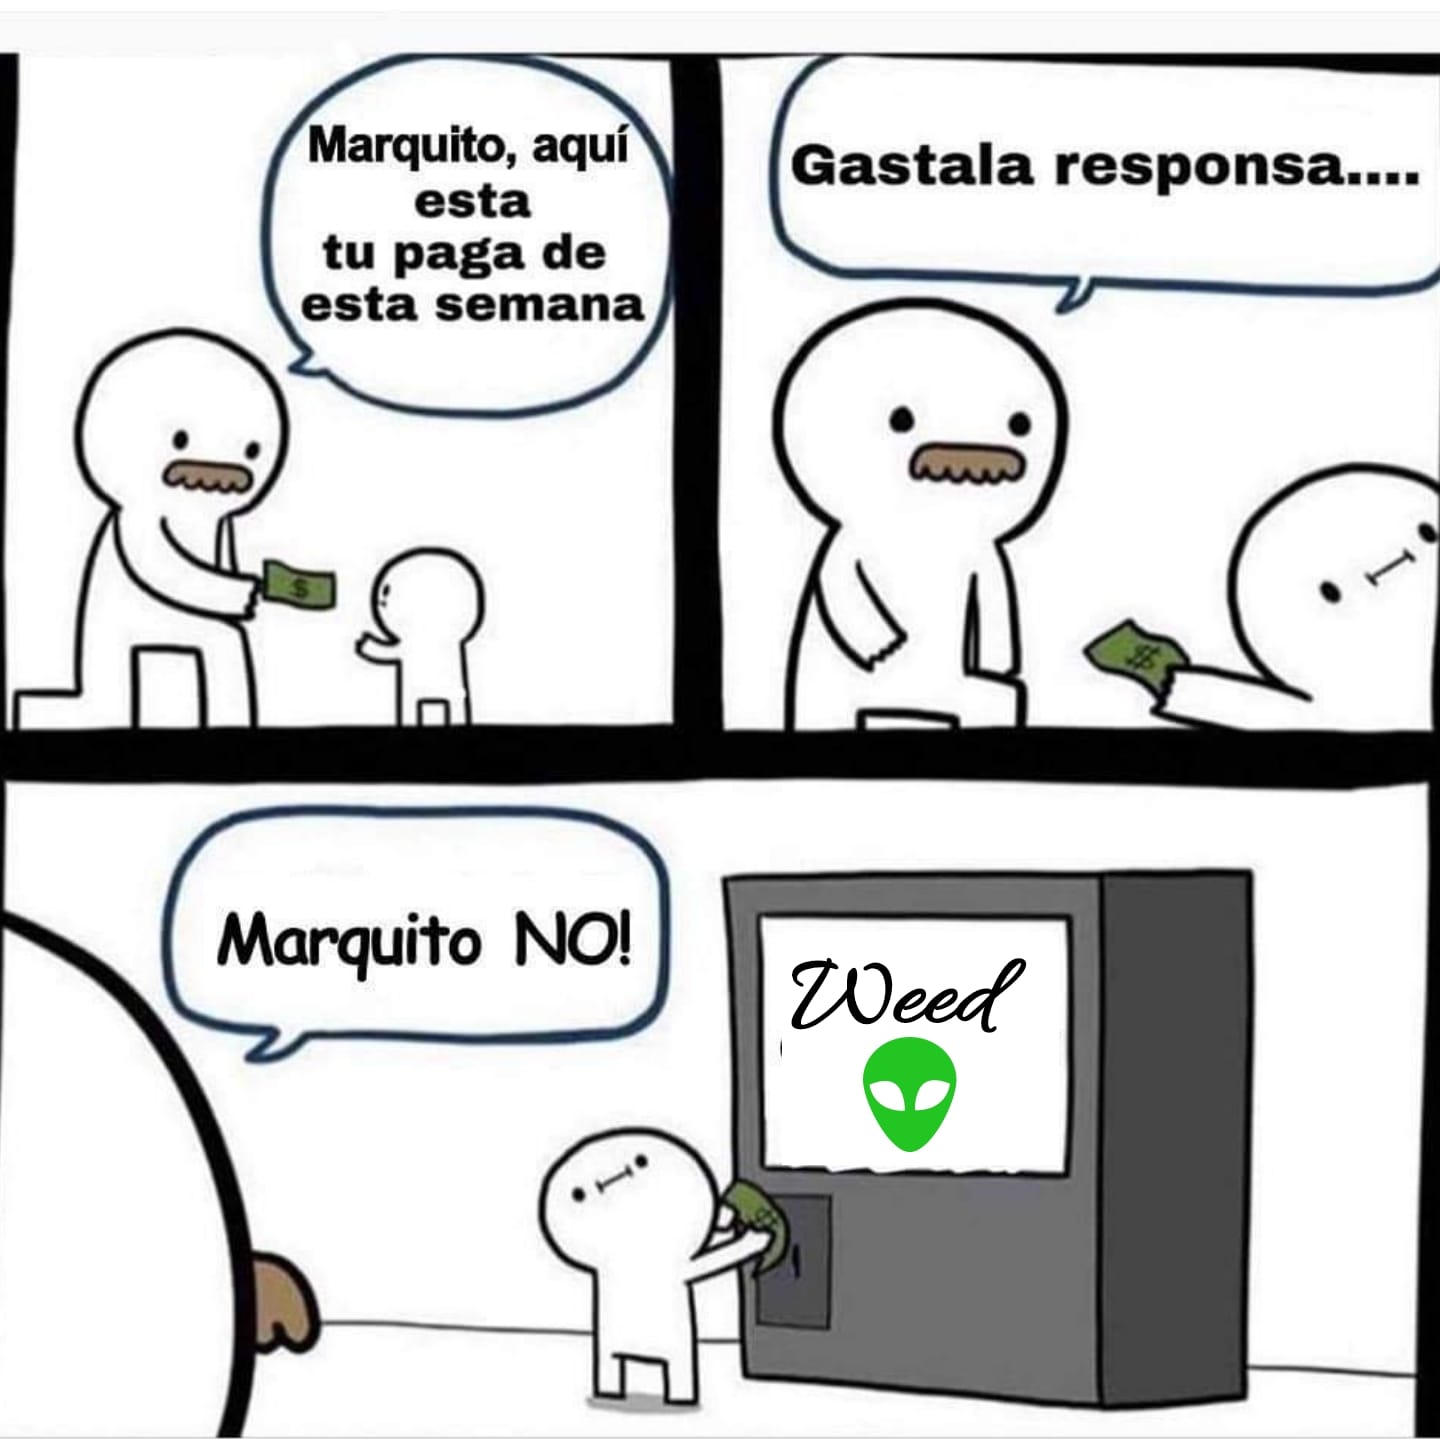 Marquito, aquí
esta
tu paga de
esta semana
Gastala responsa....
$
$
Marquito NO!
Weed
$